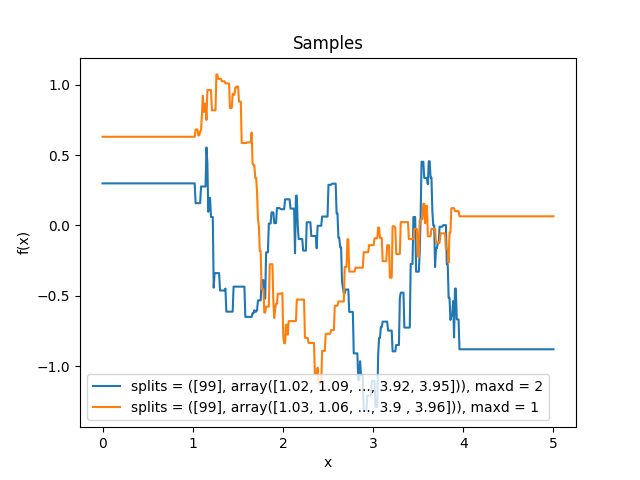 Samples
1.0
0.5
0.0
−0.5
−1.0
f(x)
splits = ([99], array([1.02, 1.09, ..., 3.92, 3.95])), maxd = 2
splits = ([99], array([1.03, 1.06, ..., 3.9 , 3.96])), maxd = 1
0 1 2 3 4 5
x